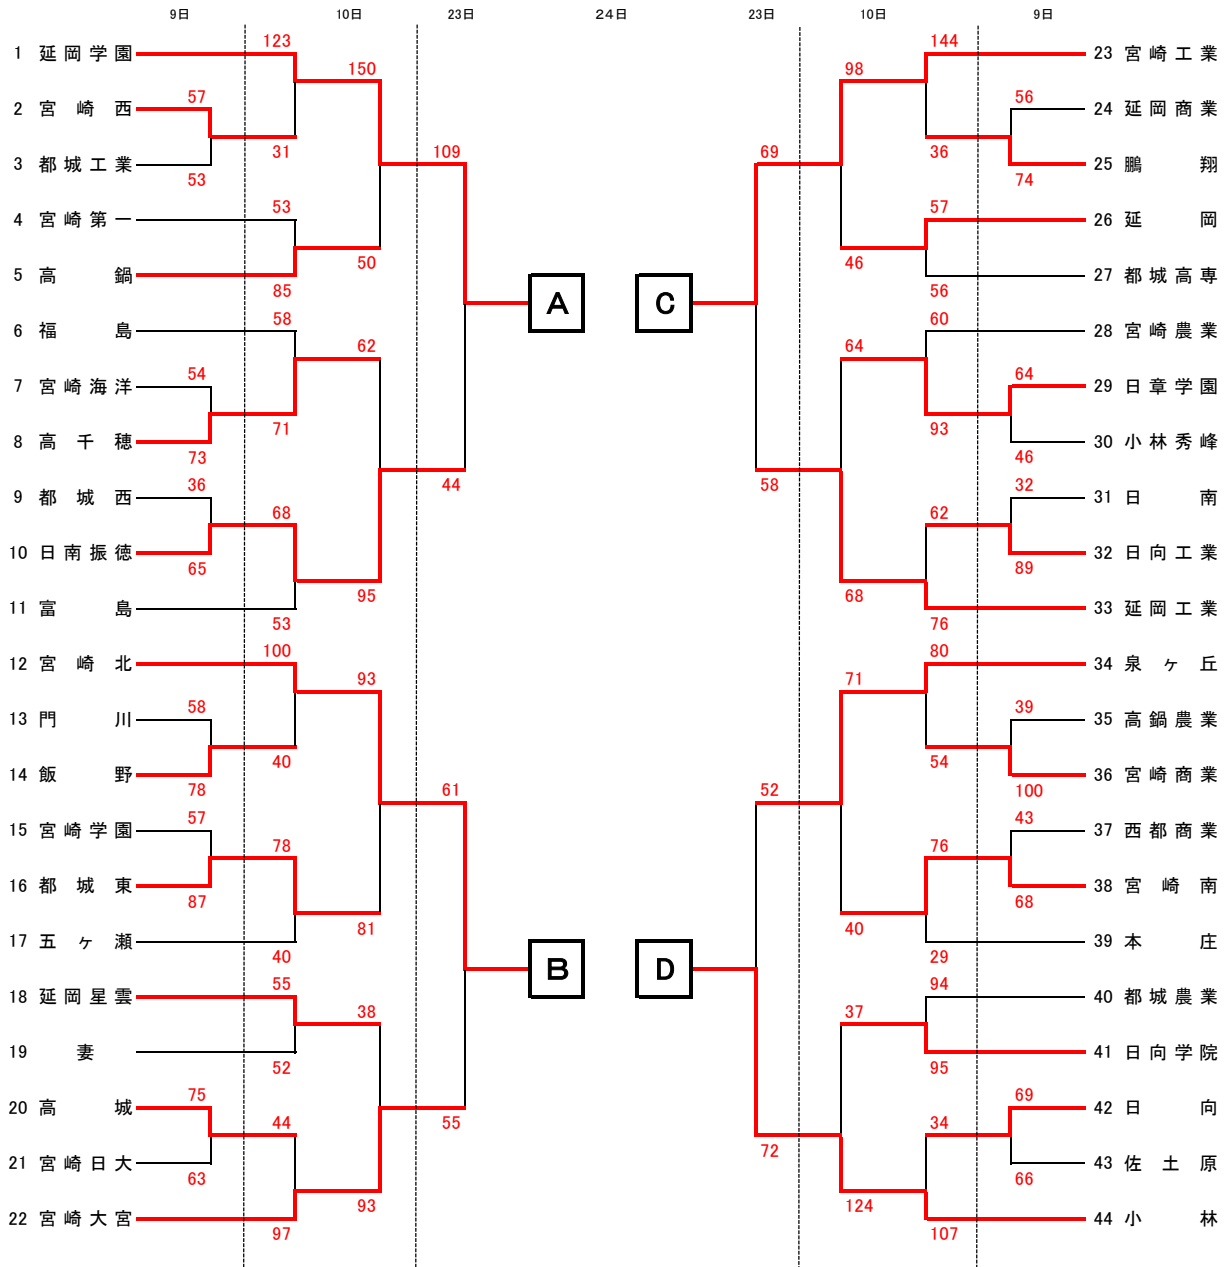 9日 10日 23日 24日 23日 10日 9日
123 144
1 延岡学園 23 宮崎工業
150 98
57 56
2 宮崎西 24 延岡商業
31 109 69 36
3 都城工業 25 鵬翔
53 74
53 57
4 宮崎第一 26 延岡
50 46
5 高鍋 27 都城高専
85 56
A C
58 60
6 福島 28 宮崎農業
62 64
54 64
7 宮崎海洋 29 日章学園
71 93
8 高千穂 30 小林秀峰
73 46
36 44 58 32
9 都城西 31 日南
68 62
10 日南振徳 32 日向工業
65 89
95 68
11 富島 33 延岡工業
53 76
100 80
12 宮崎北 34 泉ヶ丘
93 71
58 39
13 門川 35 高鍋農業
40 54
14 飯野 36 宮崎商業
78 61 52 100
57 43
15 宮崎学園 37 西都商業
78 76
16 都城東 38 宮崎南
87 68
81 40
17 五ヶ瀬 39 本庄
40 29
B D
55 94
18 延岡星雲 40 都城農業
38 37
19 妻 41 日向学院
52 95
75 69
20 高城 42 日向
44 55 34
21 宮崎日大 72 43 佐土原
63 66
93 124
22 宮崎大宮 44 小林
97 107